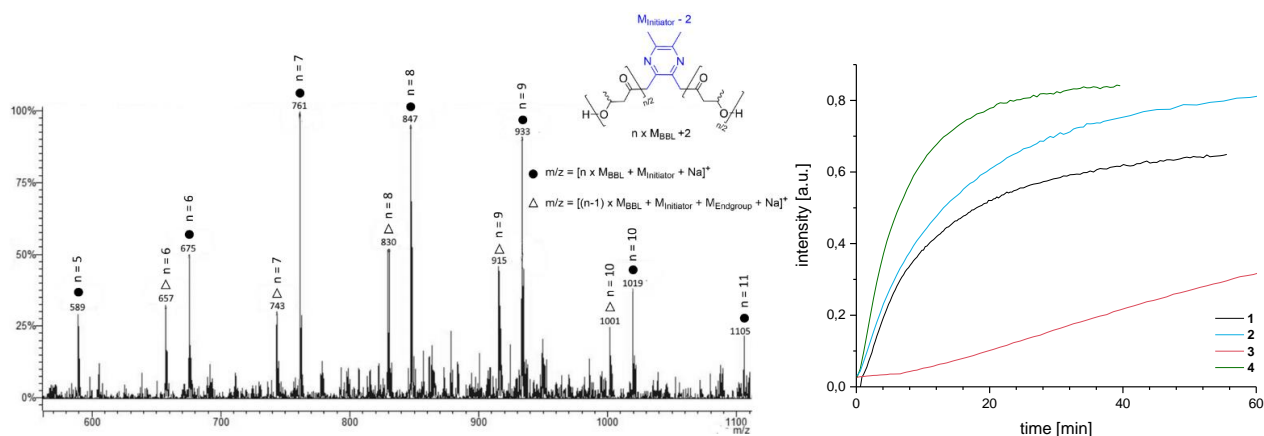 M_Initiator - 2
N
N
O
O
n/2
n/2
H
O
O
H
n x M_BBL +2
● m/z = [n x M_BBL + M_Initiator + Na]⁺
△ m/z = [(n-1) x M_BBL + M_Initiator + M_Endgroup + Na]⁺
100%
75%
50%
25%
0%
n = 5
● 589
n = 6
△ 657
n = 6
● 675
n = 7
△ 743
n = 7
● 761
n = 8
△ 830
n = 8
● 847
n = 9
△ 915
n = 9
● 933
n = 10
△ 1001
n = 10
● 1019
n = 11
● 1105
600 700 800 900 1000 1100
m/z
intensity [a.u.]
0,8
0,6
0,4
0,2
0,0
1
2
3
4
0 20 40 60
time [min]